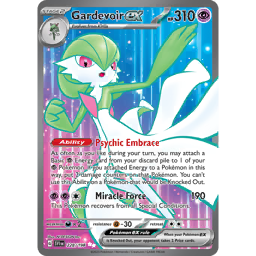 STAGE 2 Gardevoir ex HP 310
Evolves from Kirlia
Ability Psychic Embrace
As often as you like during your turn, you may attach a
Basic Energy card from your discard pile to 1 of your
Pokémon. If you attached Energy to a Pokémon in this
way, put 2 damage counters on that Pokémon. You can't
use this Ability on a Pokémon that would be Knocked Out.
Miracle Force 190
This Pokémon recovers from all Special Conditions.
weakness ×2 resistance -30 retreat
Pokémon ex rule
When your Pokémon ex
is Knocked Out, your opponent takes 2 Prize cards.